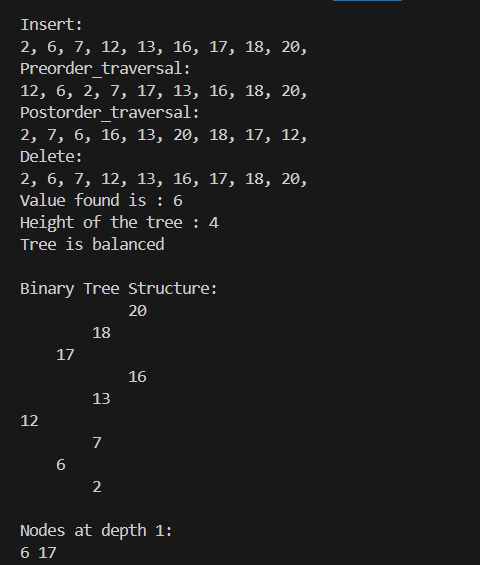 Insert:
2, 6, 7, 12, 13, 16, 17, 18, 20,
Preorder_traversal:
12, 6, 2, 7, 17, 13, 16, 18, 20,
Postorder_traversal:
2, 7, 6, 16, 13, 20, 18, 17, 12,
Delete:
2, 6, 7, 12, 13, 16, 17, 18, 20,
Value found is : 6
Height of the tree : 4
Tree is balanced
Binary Tree Structure:
20
18
17
16
13
12
7
6
2
Nodes at depth 1:
6 17